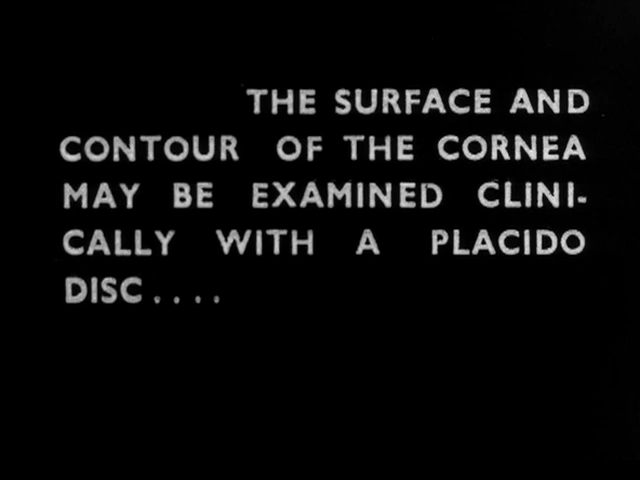 THE SURFACE AND
CONTOUR OF THE CORNEA
MAY BE EXAMINED CLINI-
CALLY WITH A PLACIDO
DISC....